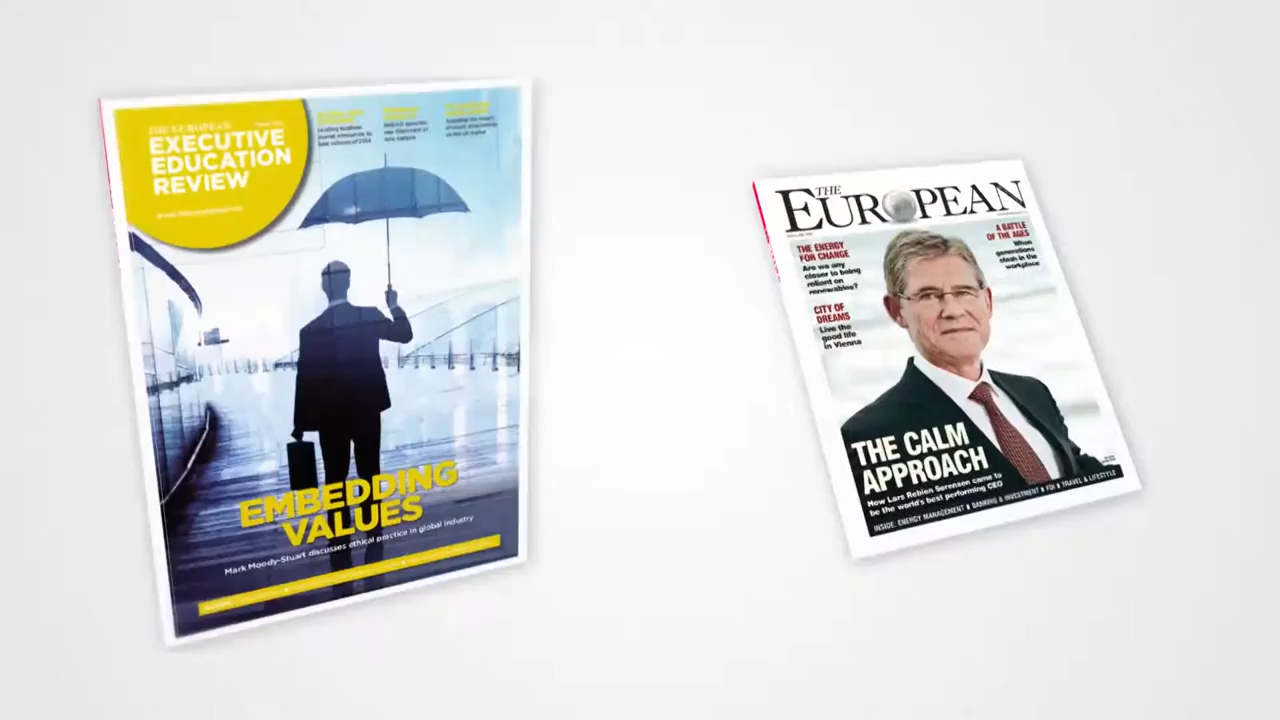 THE EUROPEAN
EXECUTIVE
EDUCATION
REVIEW
EMBEDDING
VALUES
Mark Moody-Stuart discusses ethical practice in global industry
THE
EUROPEAN
THE ENERGY
FOR CHANGE
Are we any
closer to being
reliant on
renewables?
CITY OF
DREAMS
Live the
good life
in Vienna
A BATTLE
OF THE AGES
When
generations
clash in the
workplace
THE CALM
APPROACH
How Lars Rebien Sørensen came to
be the world's best performing CEO
INSIDE: ENERGY MANAGEMENT BANKING & INVESTMENT FDI TRAVEL & LIFESTYLE